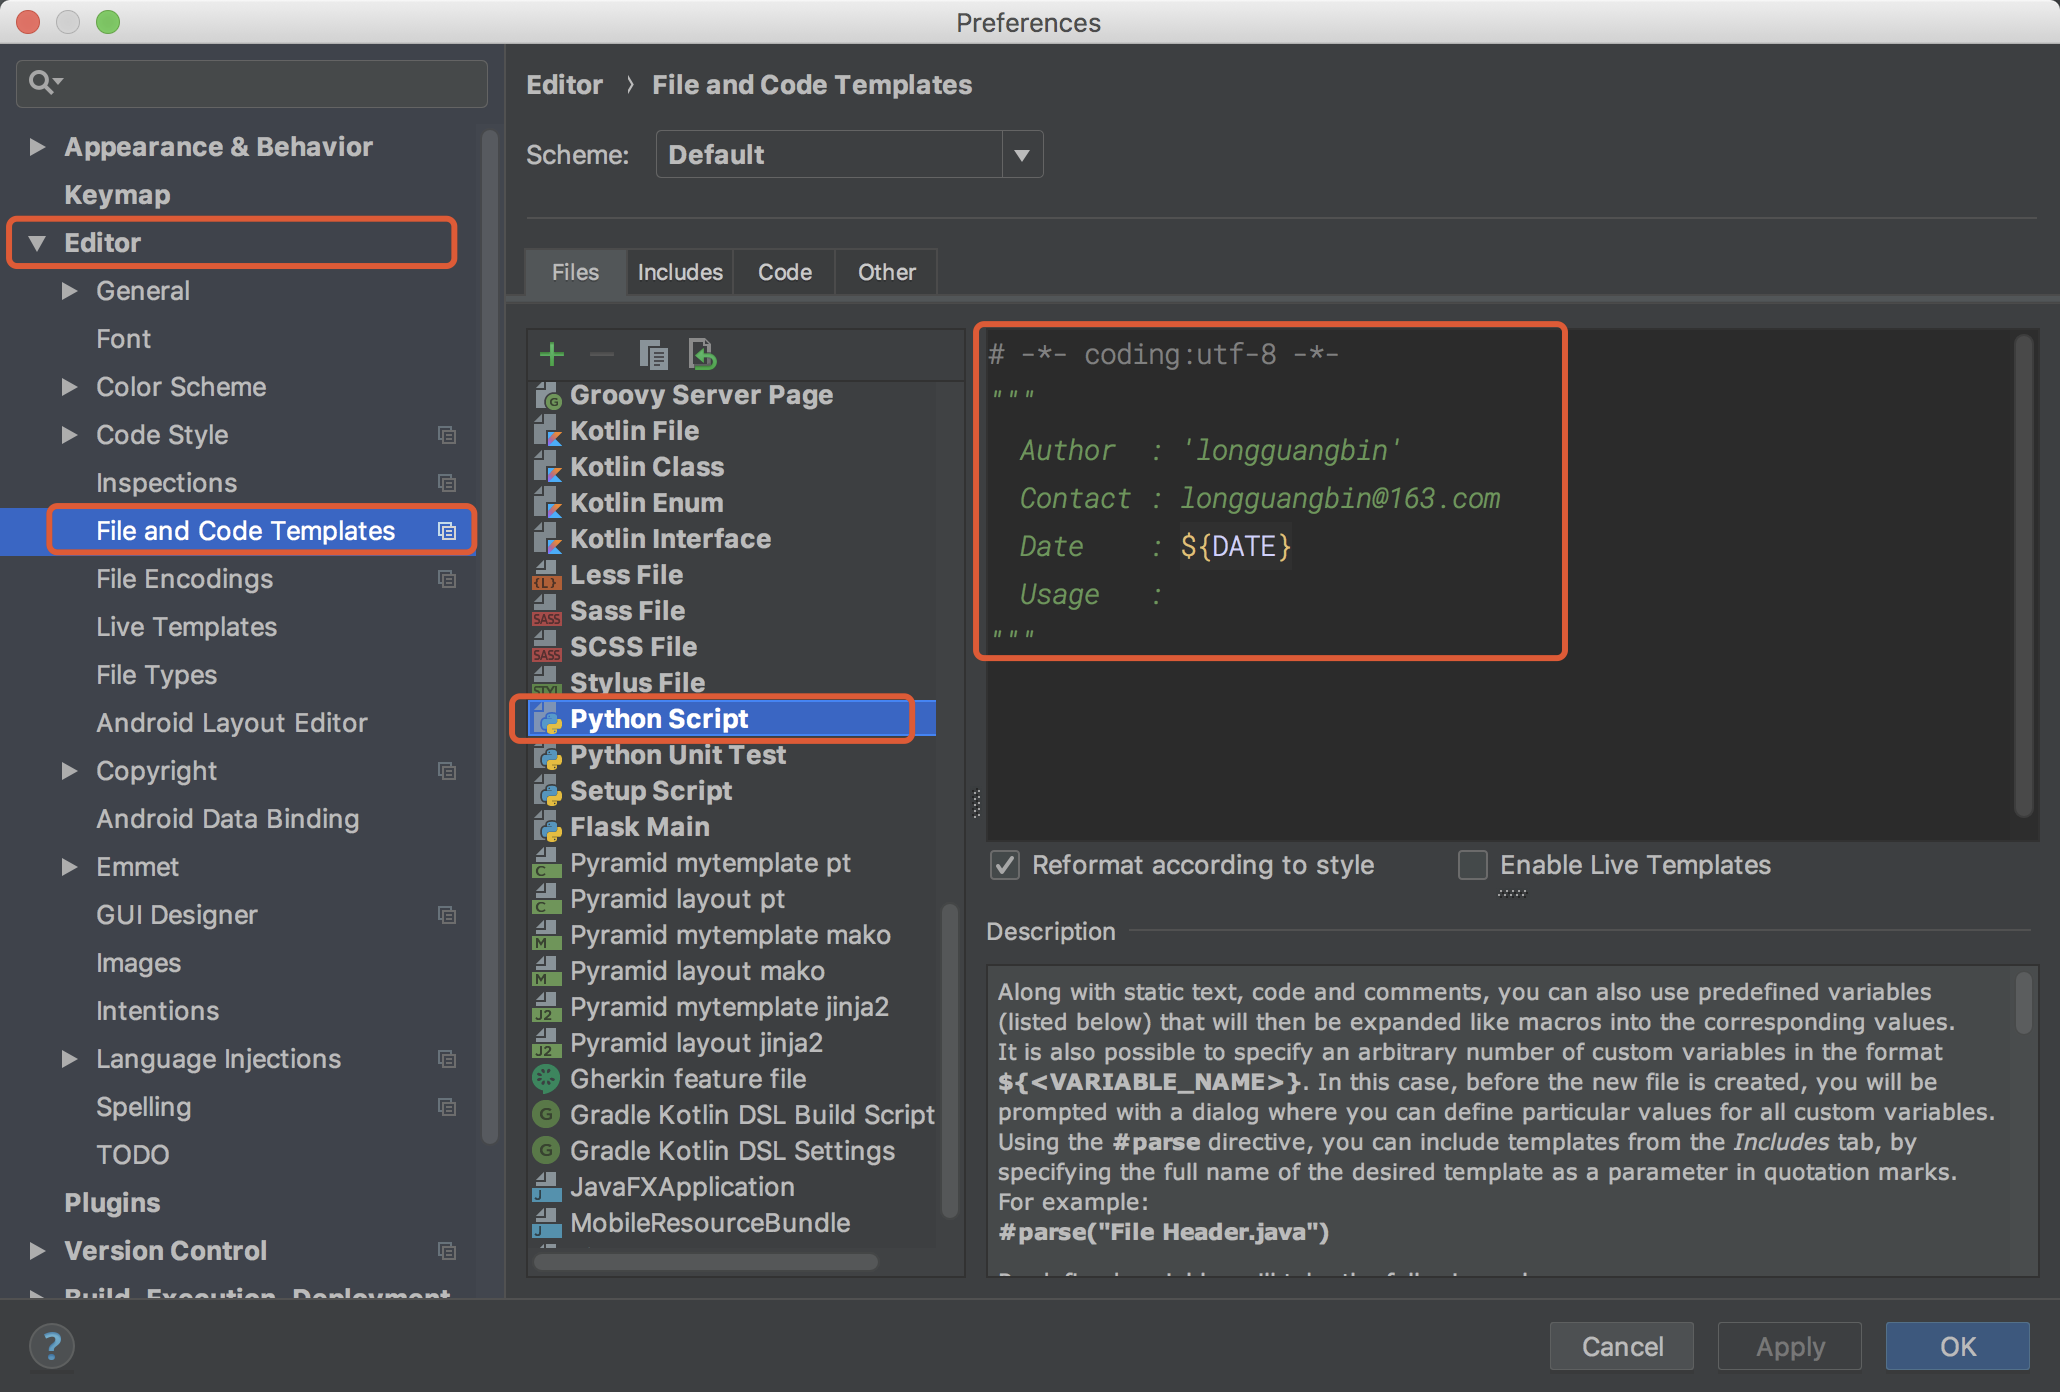 Preferences
Appearance & Behavior
Keymap
Editor
General
Font
Color Scheme
Code Style
Inspections
File and Code Templates
File Encodings
Live Templates
File Types
Android Layout Editor
Copyright
Android Data Binding
Emmet
GUI Designer
Images
Intentions
Language Injections
Spelling
TODO
Plugins
Version Control
Build, Execution, Deployment
Editor › File and Code Templates
Scheme: Default
Files Includes Code Other
Groovy Server Page
Kotlin File
Kotlin Class
Kotlin Enum
Kotlin Interface
Less File
Sass File
SCSS File
Stylus File
Python Script
Python Unit Test
Setup Script
Flask Main
Pyramid mytemplate pt
Pyramid layout pt
Pyramid mytemplate mako
Pyramid layout mako
Pyramid mytemplate jinja2
Pyramid layout jinja2
Gherkin feature file
Gradle Kotlin DSL Build Script
Gradle Kotlin DSL Settings
JavaFXApplication
MobileResourceBundle
# -*- coding:utf-8 -*-
"""
Author : 'longguangbin'
Contact : longguangbin@163.com
Date : ${DATE}
Usage :
"""
Reformat according to style
Enable Live Templates
Description
Along with static text, code and comments, you can also use predefined variables
(listed below) that will then be expanded like macros into the corresponding values.
It is also possible to specify an arbitrary number of custom variables in the format
${<VARIABLE_NAME>}. In this case, before the new file is created, you will be
prompted with a dialog where you can define particular values for all custom variables.
Using the #parse directive, you can include templates from the Includes tab, by
specifying the full name of the desired template as a parameter in quotation marks.
For example:
#parse("File Header.java")
? Cancel Apply OK